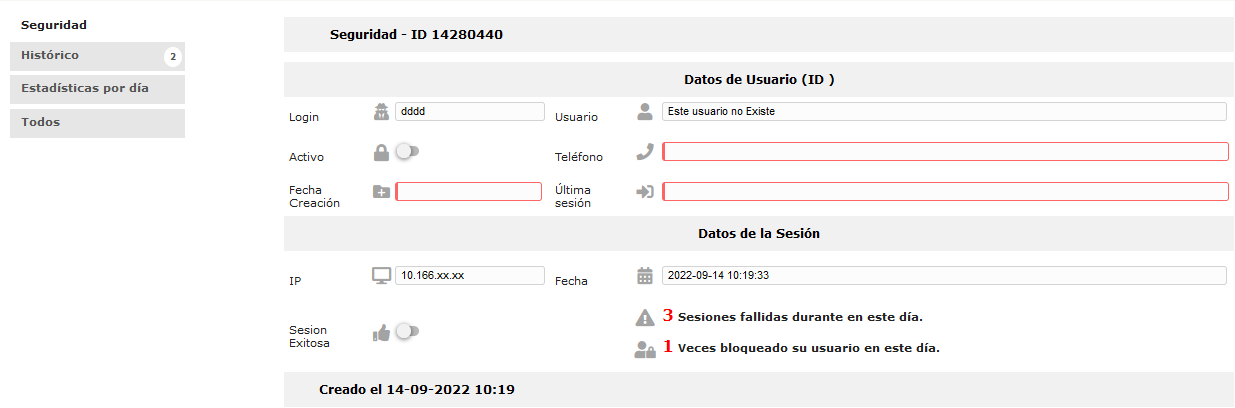 Seguridad
Histórico 2
Estadísticas por día
Todos
Seguridad - ID 14280440
Datos de Usuario (ID )
Login dddd Usuario Este usuario no Existe
Activo Teléfono
Fecha Creación Última sesión
Datos de la Sesión
IP 10.166.xx.xx Fecha 2022-09-14 10:19:33
Sesion Exitosa
3 Sesiones fallidas durante en este día.
1 Veces bloqueado su usuario en este día.
Creado el 14-09-2022 10:19